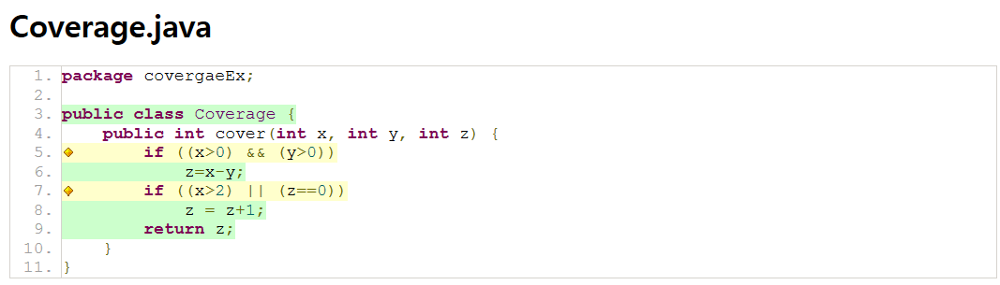 Coverage.java
1. package covergaeEx;
2.
3. public class Coverage {
4.     public int cover(int x, int y, int z) {
5.         if ((x>0) && (y>0))
6.             z=x-y;
7.         if ((x>2) || (z==0))
8.             z = z+1;
9.         return z;
10.     }
11. }